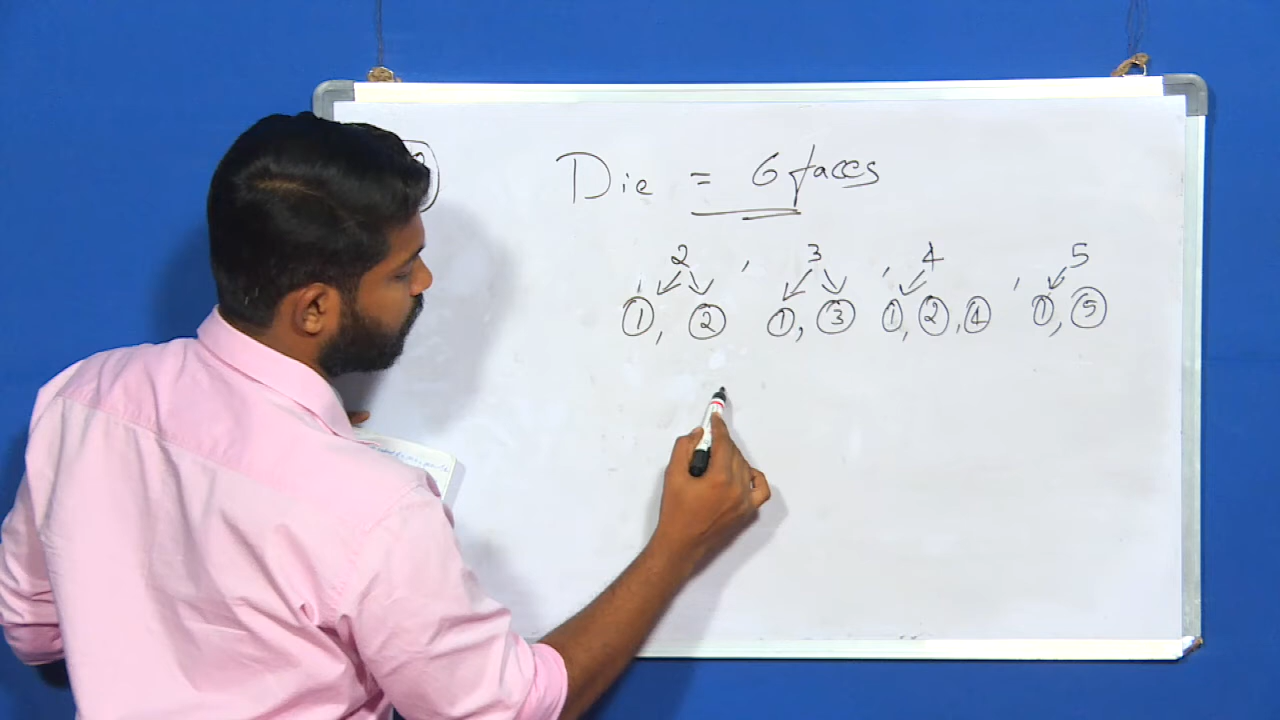 Die = 6 faces
2 , 3 , 4 , 5
1, 2 1, 3 1, 2, 4 1, 5